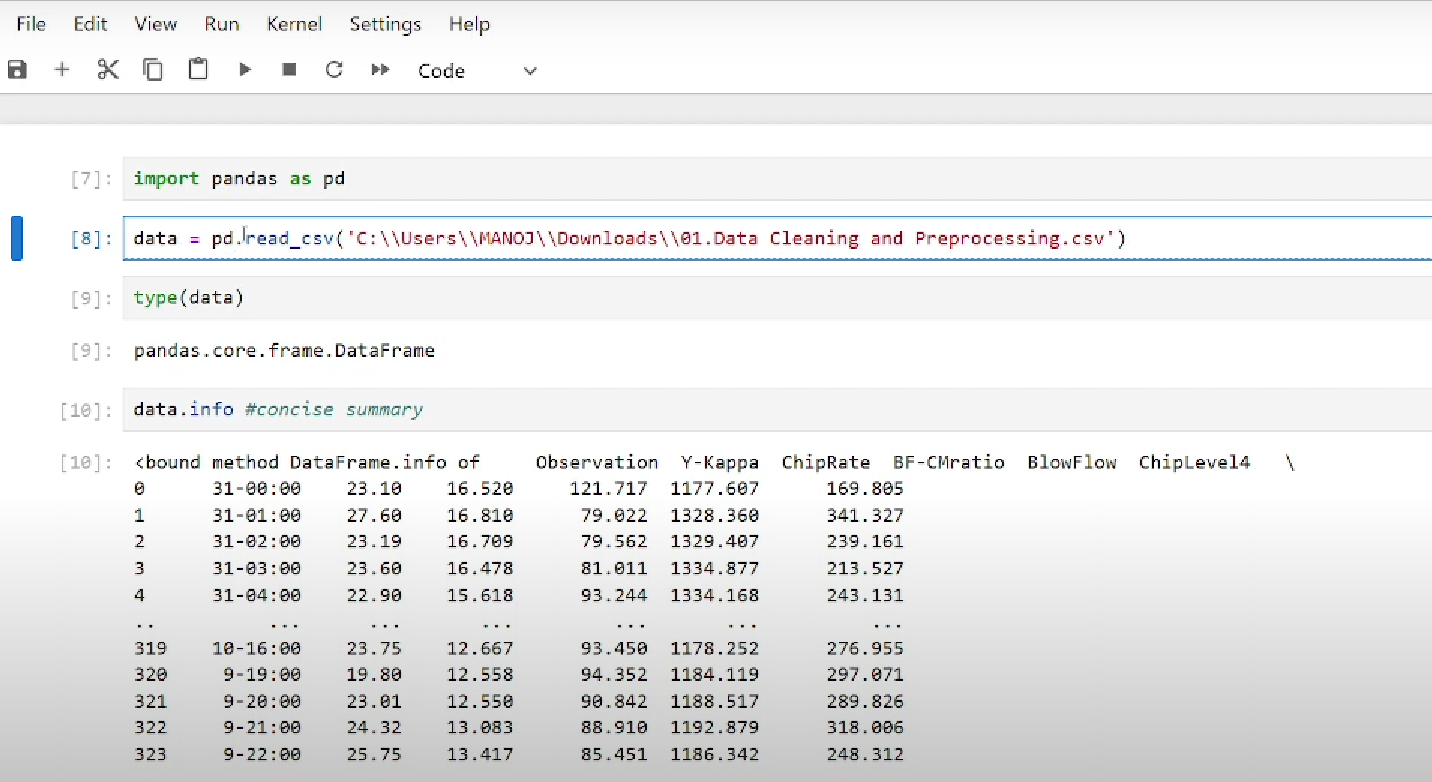 File Edit View Run Kernel Settings Help
Code
[7]: import pandas as pd
[8]: data = pd.read_csv('C:\\Users\\MANOJ\\Downloads\\01.Data Cleaning and Preprocessing.csv')
[9]: type(data)
[9]: pandas.core.frame.DataFrame
[10]: data.info #concise summary
[10]: <bound method DataFrame.info of     Observation  Y-Kappa  ChipRate  BF-CMratio  BlowFlow  ChipLevel4   \
0      31-00:00    23.10    16.520     121.717  1177.607      169.805
1      31-01:00    27.60    16.810      79.022  1328.360      341.327
2      31-02:00    23.19    16.709      79.562  1329.407      239.161
3      31-03:00    23.60    16.478      81.011  1334.877      213.527
4      31-04:00    22.90    15.618      93.244  1334.168      243.131
..          ...      ...       ...         ...       ...          ...
319    10-16:00    23.75    12.667      93.450  1178.252      276.955
320     9-19:00    19.80    12.558      94.352  1184.119      297.071
321     9-20:00    23.01    12.550      90.842  1188.517      289.826
322     9-21:00    24.32    13.083      88.910  1192.879      318.006
323     9-22:00    25.75    13.417      85.451  1186.342      248.312